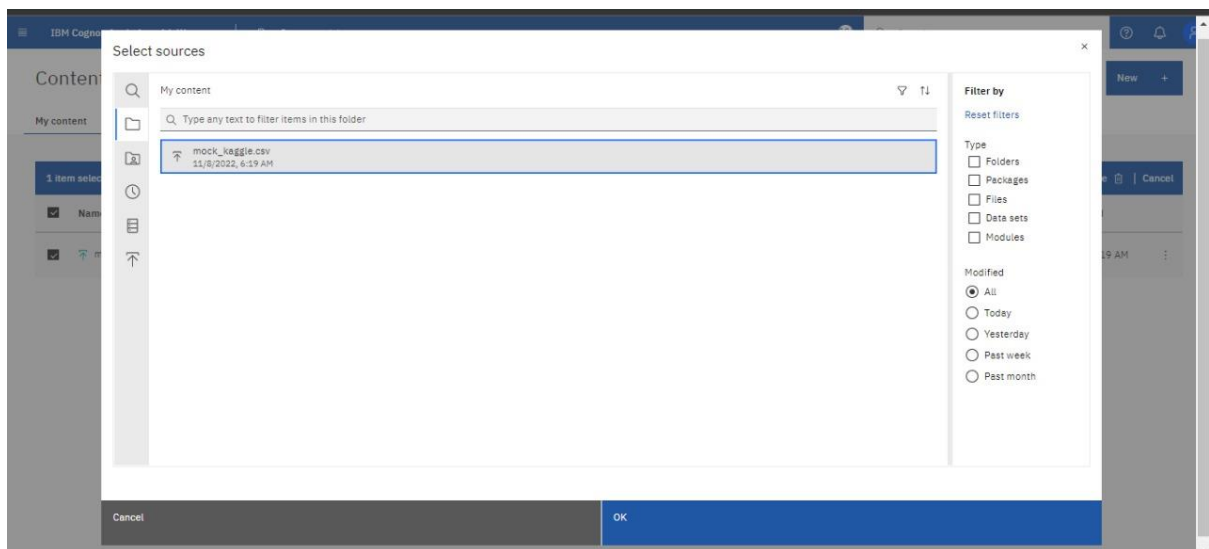 IBM Cogno
Select sources
×
Content
New +
My content
My content
Filter by
Reset filters
Type any text to filter items in this folder
Type
mock_kaggle.csv
11/8/2022, 6:19 AM
Folders
Packages
Files
Data sets
Modules
1 item selec
Cancel
Nam
19 AM
Modified
All
Today
Yesterday
Past week
Past month
Cancel
OK